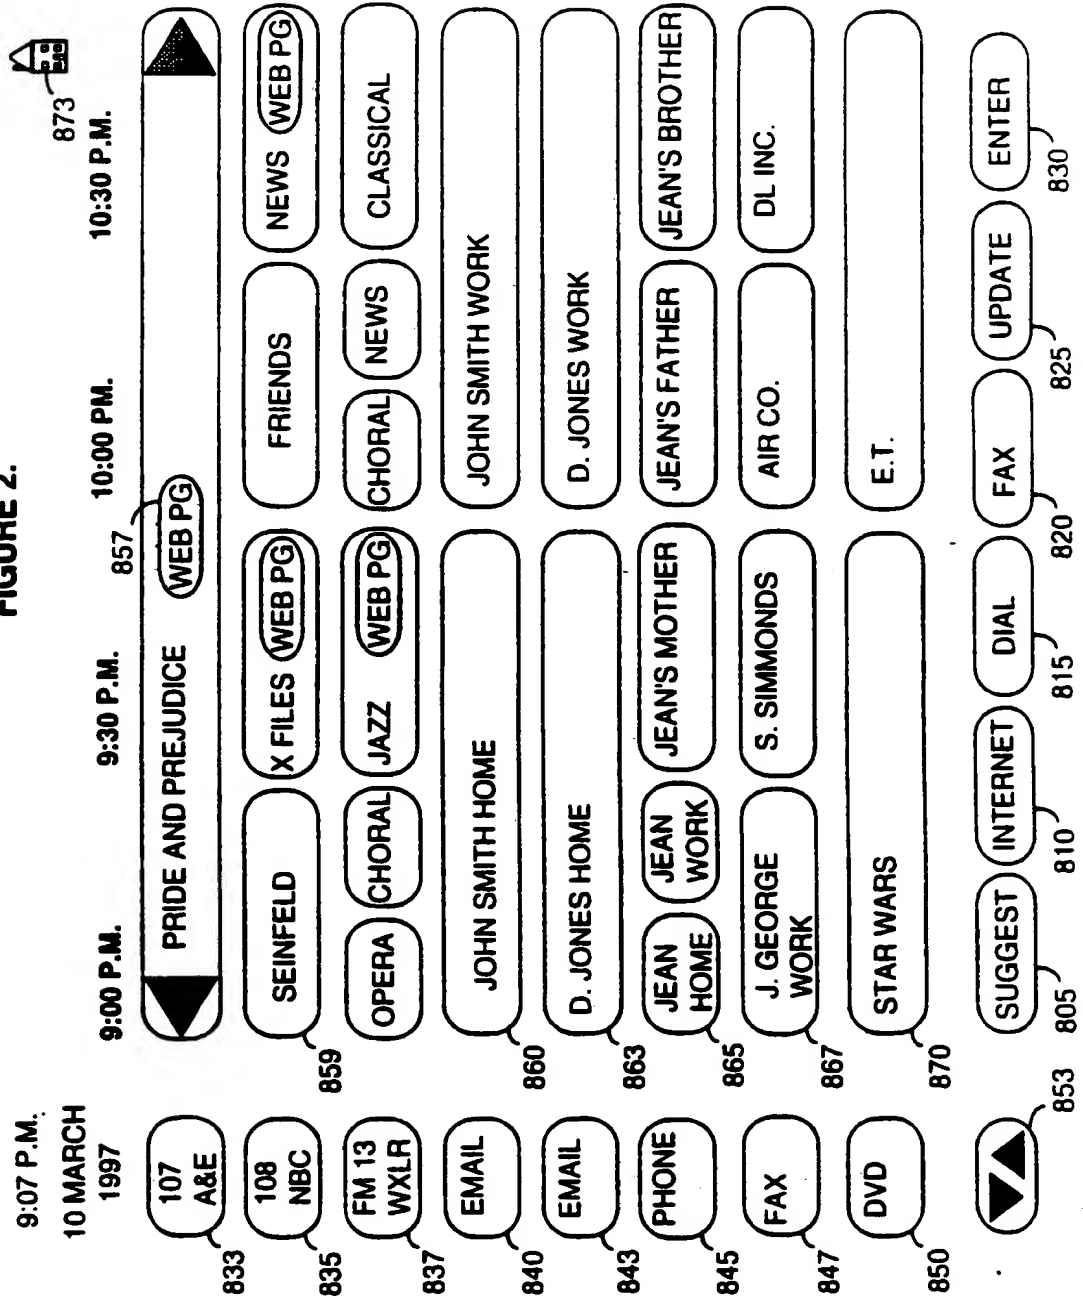 FIGURE 2.
9:07 P.M.
10 MARCH
1997
873
9:00 P.M.
9:30 P.M.
10:00 PM.
10:30 P.M.
857
833
107
A&E
PRIDE AND PREJUDICE
WEB PG
835
108
NBC
859
SEINFELD
X FILES
WEB PG
FRIENDS
NEWS
WEB PG
837
FM 13
WXLR
OPERA
CHORAL
JAZZ
WEB PG
CHORAL
NEWS
CLASSICAL
840
EMAIL
860
JOHN SMITH HOME
JOHN SMITH WORK
843
EMAIL
863
D. JONES HOME
D. JONES WORK
845
PHONE
865
JEAN
HOME
JEAN
WORK
JEAN'S MOTHER
JEAN'S FATHER
JEAN'S BROTHER
847
FAX
867
J. GEORGE
WORK
S. SIMMONDS
AIR CO.
DL INC.
850
DVD
870
STAR WARS
E.T.
853
SUGGEST
INTERNET
DIAL
FAX
UPDATE
ENTER
805
810
815
820
825
830